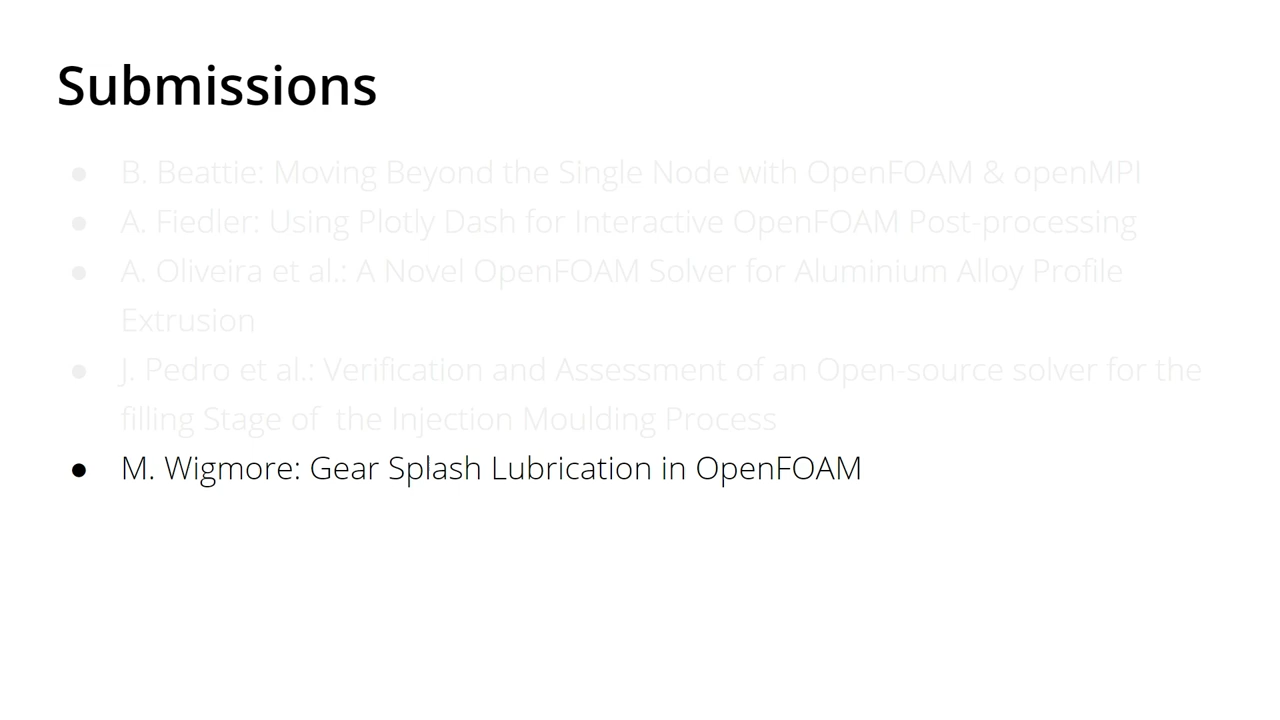 Submissions
● B. Beattie: Moving Beyond the Single Node with OpenFOAM & openMPI
● A. Fiedler: Using Plotly Dash for Interactive OpenFOAM Post-processing
● A. Oliveira et al.: A Novel OpenFOAM Solver for Aluminium Alloy Profile
Extrusion
● J. Pedro et al.: Verification and Assessment of an Open-source solver for the
filling Stage of  the Injection Moulding Process
● M. Wigmore: Gear Splash Lubrication in OpenFOAM